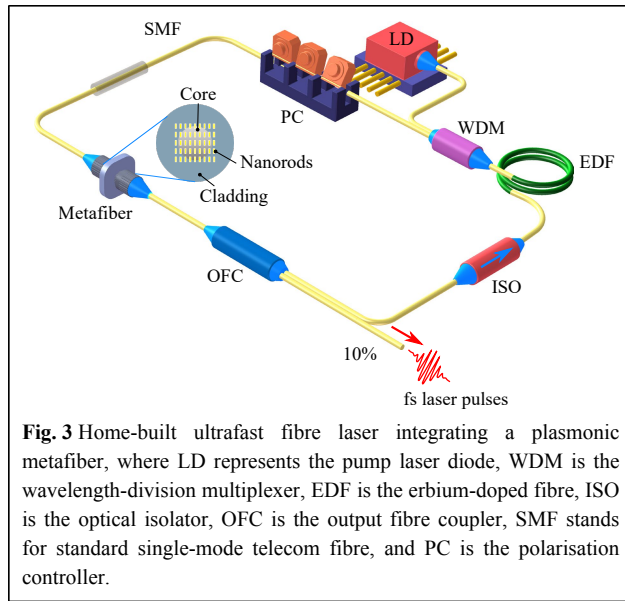 SMF
LD
Core
PC
WDM
Nanorods
EDF
Cladding
Metafiber
OFC
ISO
10%
fs laser pulses
Fig. 3 Home-built ultrafast fibre laser integrating a plasmonic
metafiber, where LD represents the pump laser diode, WDM is the
wavelength-division multiplexer, EDF is the erbium-doped fibre, ISO
is the optical isolator, OFC is the output fibre coupler, SMF stands
for standard single-mode telecom fibre, and PC is the polarisation
controller.